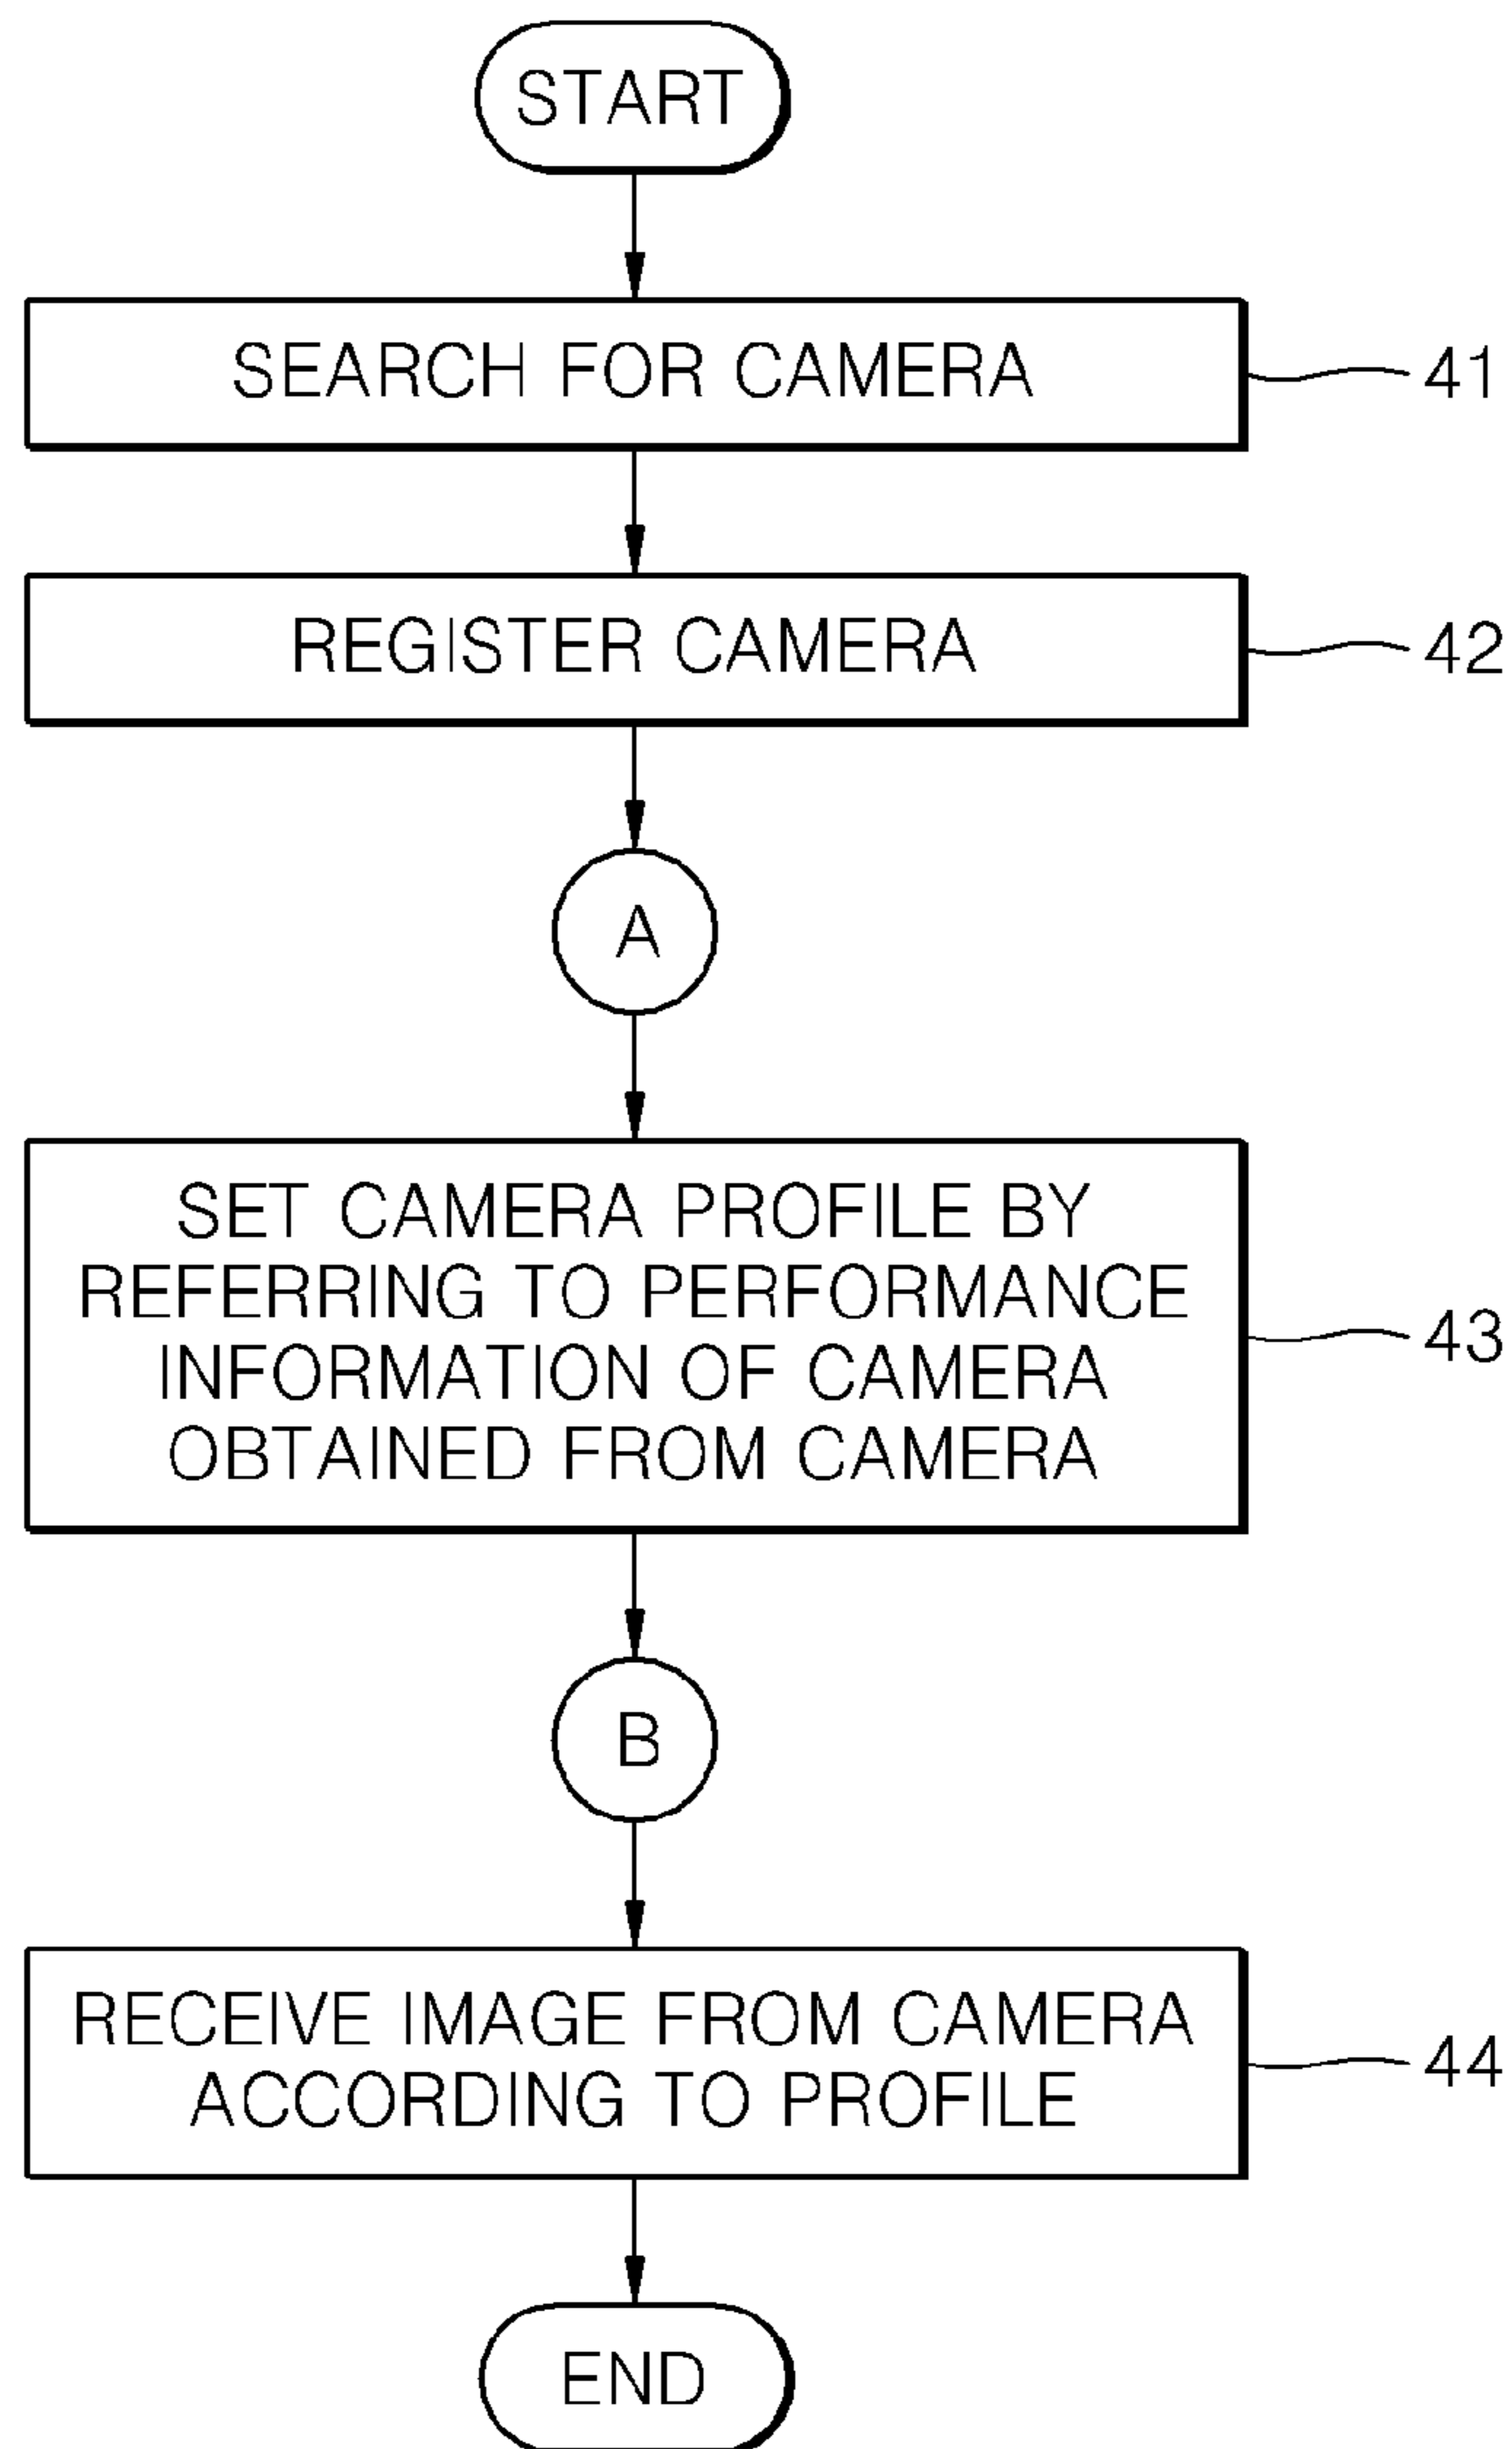 START
SEARCH FOR CAMERA
41
REGISTER CAMERA
42
A
SET CAMERA PROFILE BY
REFERRING TO PERFORMANCE
INFORMATION OF CAMERA
OBTAINED FROM CAMERA
43
B
RECEIVE IMAGE FROM CAMERA
ACCORDING TO PROFILE
44
END